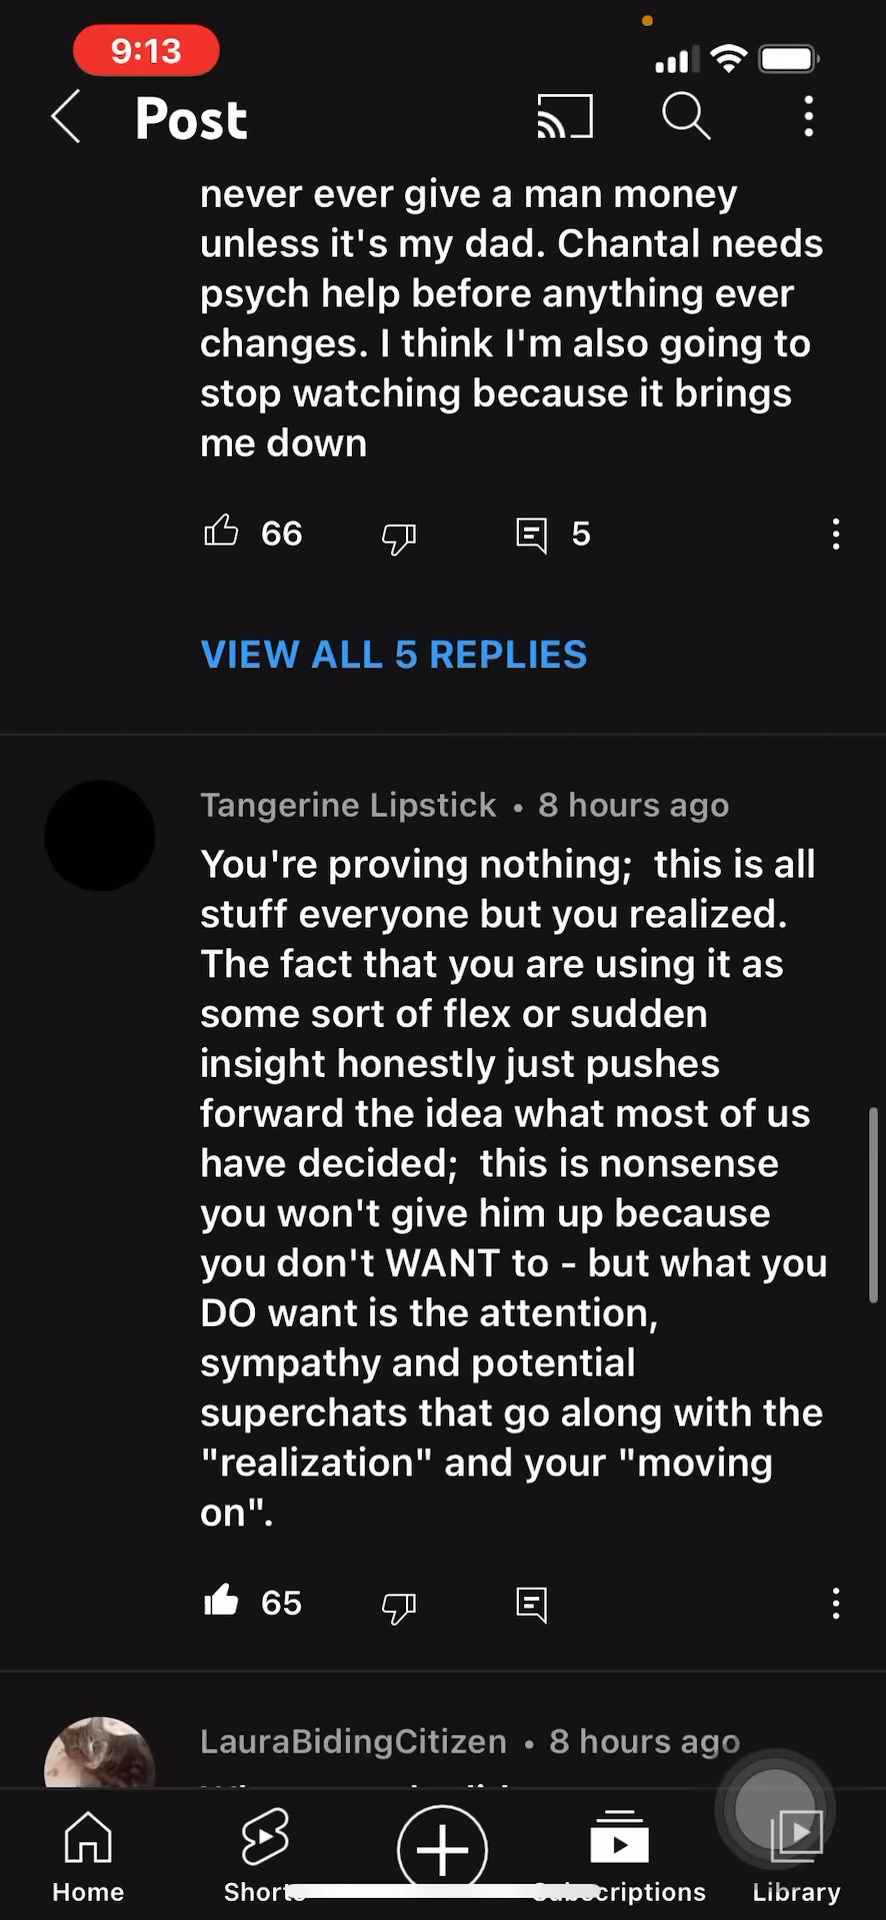 9:13
Post
never ever give a man money
unless it's my dad. Chantal needs
psych help before anything ever
changes. I think I'm also going to
stop watching because it brings
me down
66 5
VIEW ALL 5 REPLIES
Tangerine Lipstick • 8 hours ago
You're proving nothing;  this is all
stuff everyone but you realized.
The fact that you are using it as
some sort of flex or sudden
insight honestly just pushes
forward the idea what most of us
have decided;  this is nonsense
you won't give him up because
you don't WANT to - but what you
DO want is the attention,
sympathy and potential
superchats that go along with the
"realization" and your "moving
on".
65
LauraBidingCitizen • 8 hours ago
Home Shorts Subscriptions Library